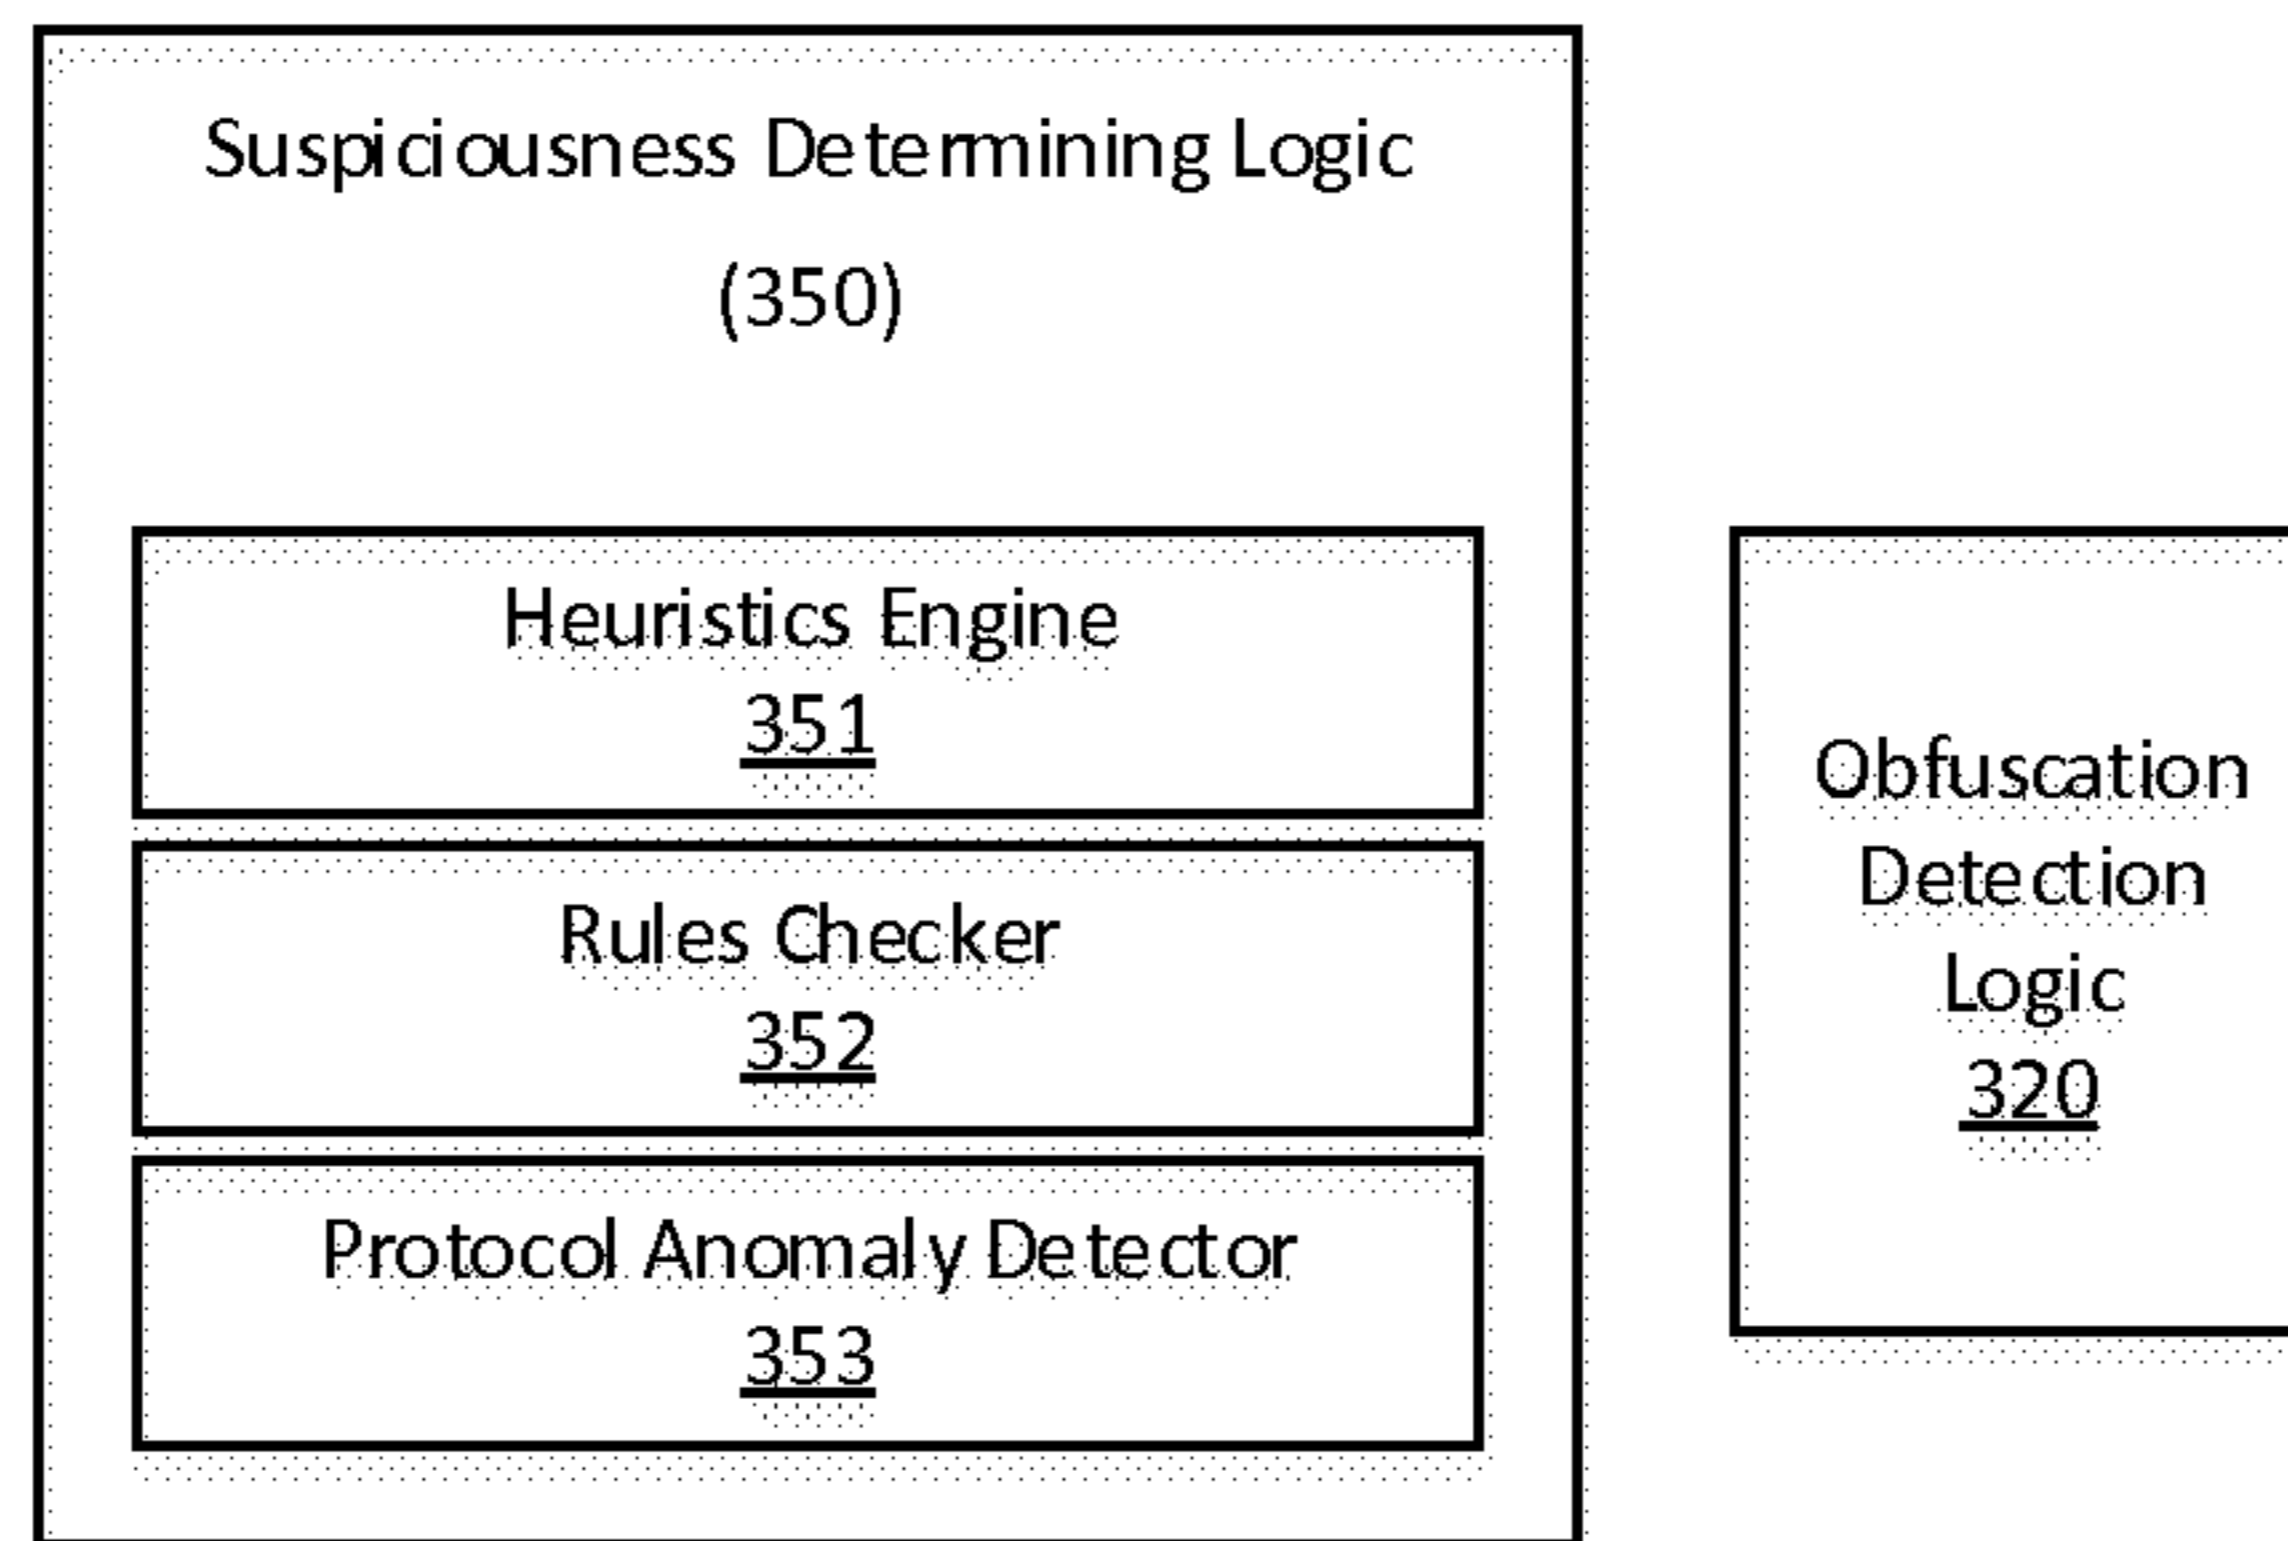 Suspiciousness Determining Logic
(350)
Heuristics Engine
351
Rules Checker
352
Protocol Anomaly Detector
353
Obfuscation
Detection
Logic
320